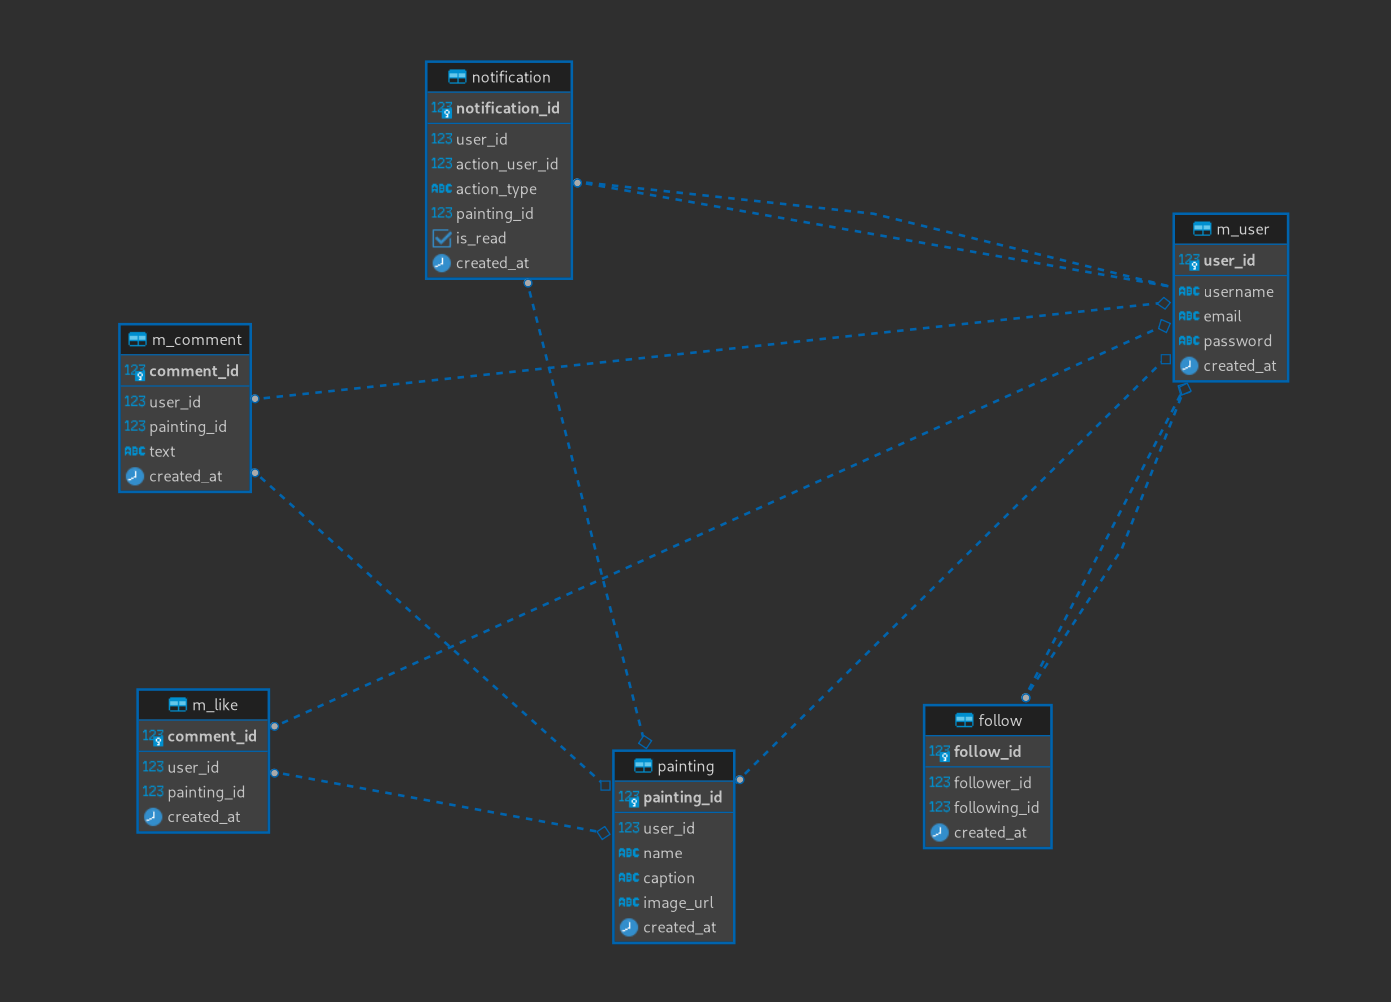 notification
123 notification_id
123 user_id
123 action_user_id
ABC action_type
123 painting_id
is_read
created_at
m_user
123 user_id
ABC username
ABC email
ABC password
created_at
m_comment
123 comment_id
123 user_id
123 painting_id
ABC text
created_at
m_like
123 comment_id
123 user_id
123 painting_id
created_at
painting
123 painting_id
123 user_id
ABC name
ABC caption
ABC image_url
created_at
follow
123 follow_id
123 follower_id
123 following_id
created_at